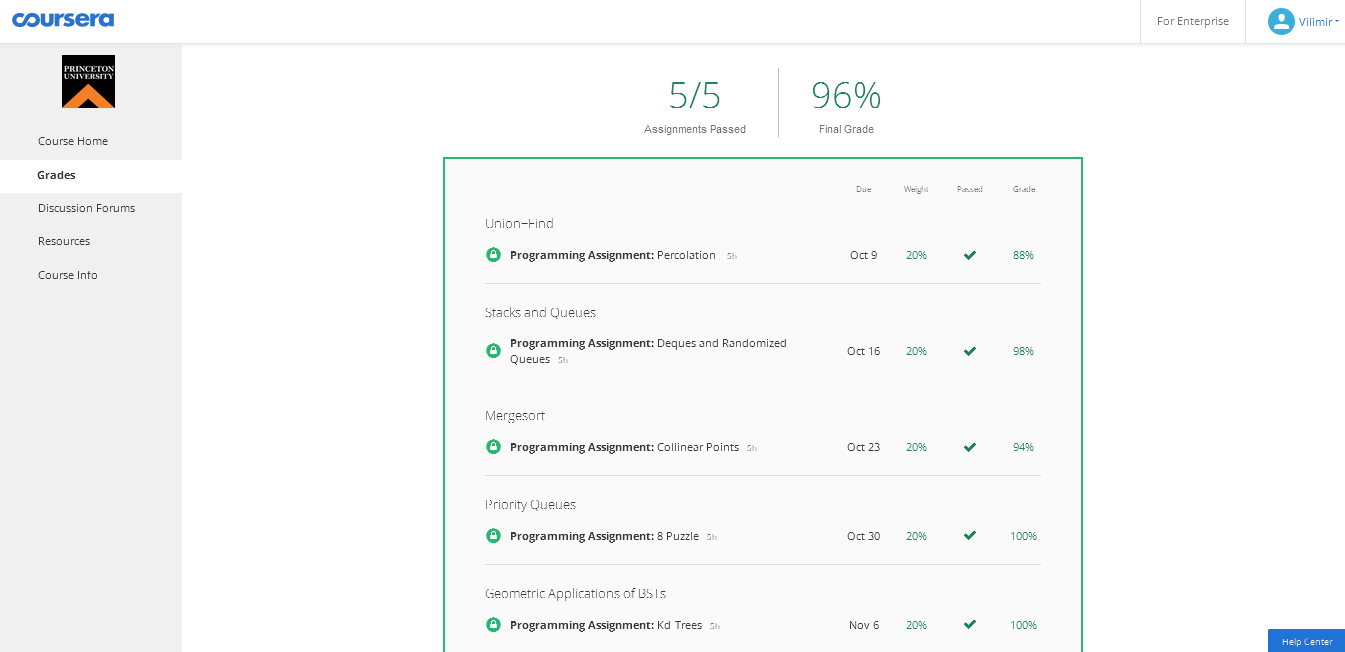 coursera
For Enterprise
Vilimir
PRINCETON
UNIVERSITY
Course Home
Grades
Discussion Forums
Resources
Course Info
5/5
Assignments Passed
96%
Final Grade
Due Weight Passed Grade
Union-Find
Programming Assignment: Percolation 5h Oct 9 20% 88%
Stacks and Queues
Programming Assignment: Deques and Randomized
Queues 5h Oct 16 20% 98%
Mergesort
Programming Assignment: Collinear Points 5h Oct 23 20% 94%
Priority Queues
Programming Assignment: 8 Puzzle 5h Oct 30 20% 100%
Geometric Applications of BSTs
Programming Assignment: Kd-Trees 5h Nov 6 20% 100%
Help Center